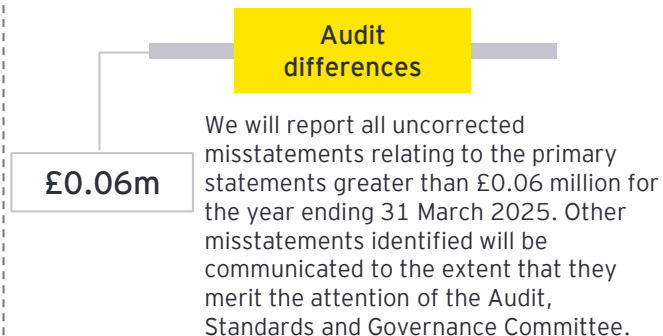 Audit
differences
£0.06m
We will report all uncorrected
misstatements relating to the primary
statements greater than £0.06 million for
the year ending 31 March 2025. Other
misstatements identified will be
communicated to the extent that they
merit the attention of the Audit,
Standards and Governance Committee.